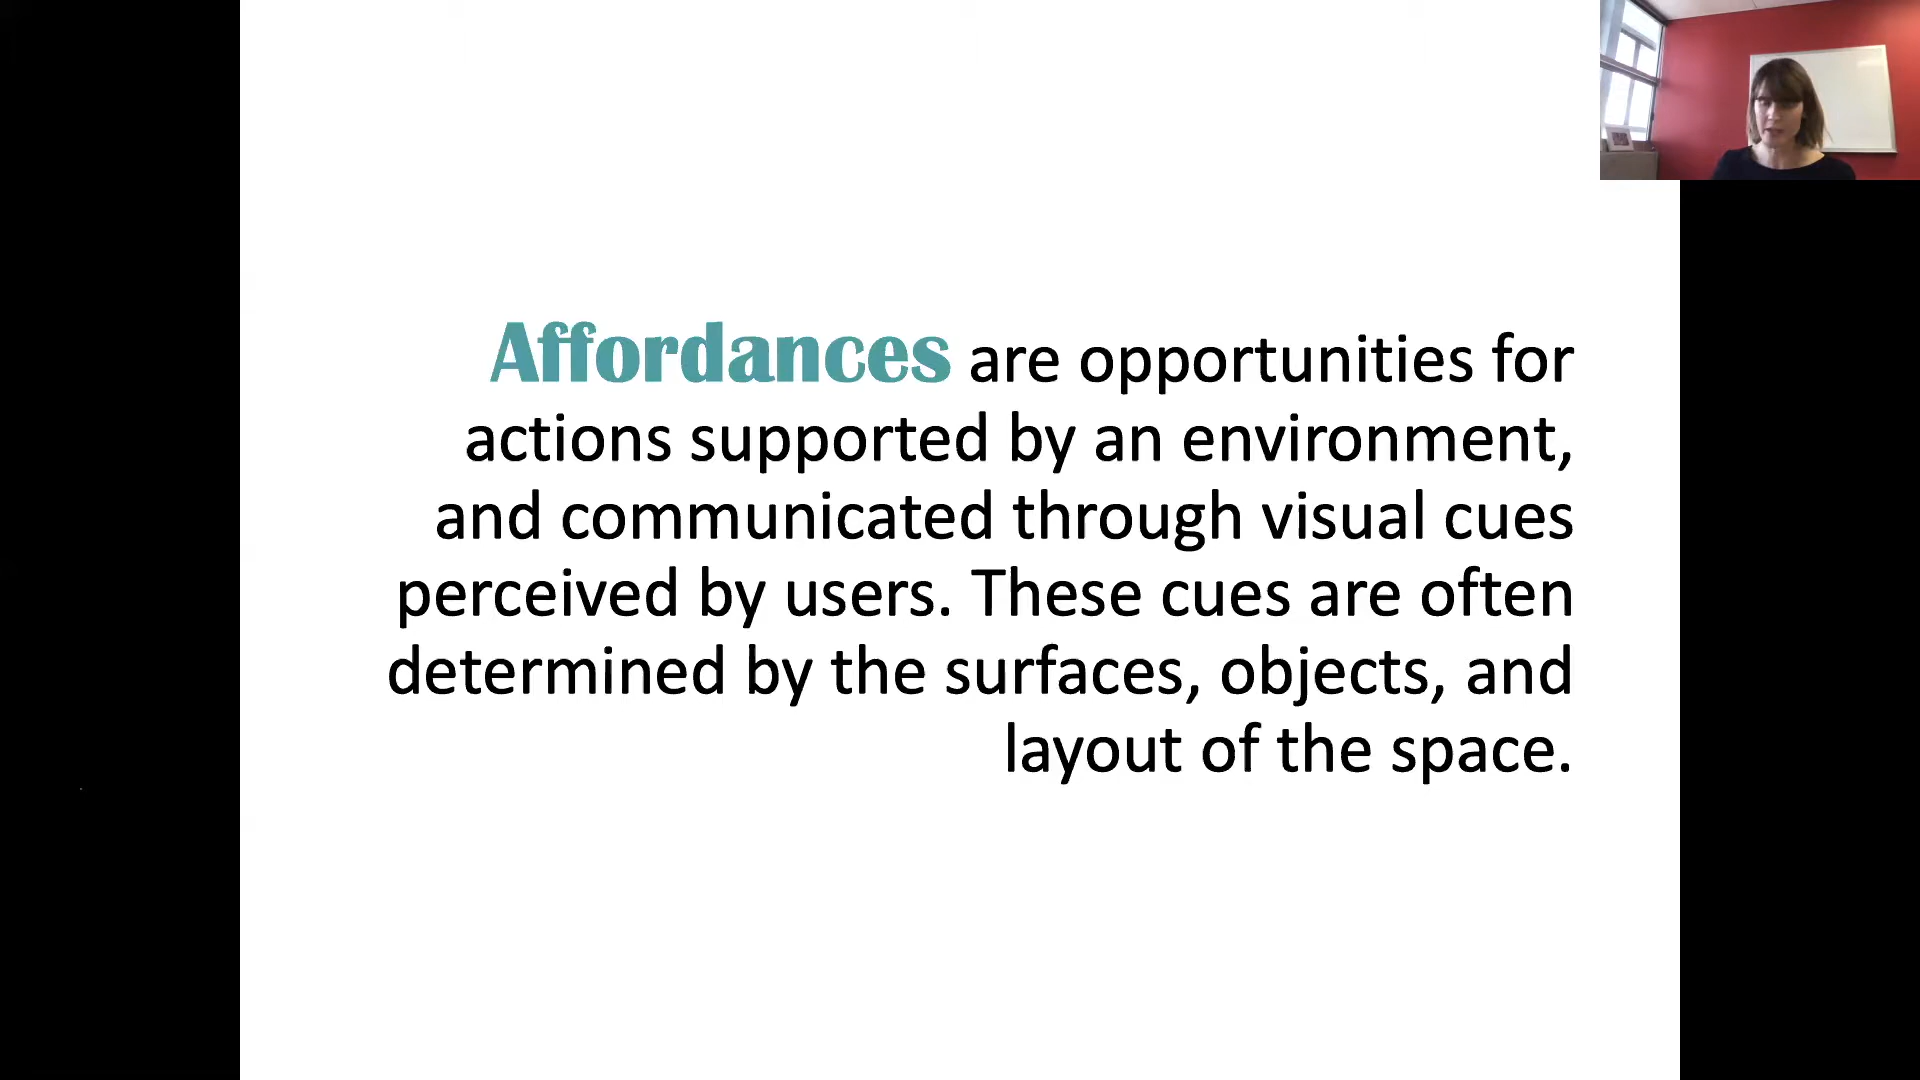 Affordances are opportunities for
actions supported by an environment,
and communicated through visual cues
perceived by users. These cues are often
determined by the surfaces, objects, and
layout of the space.